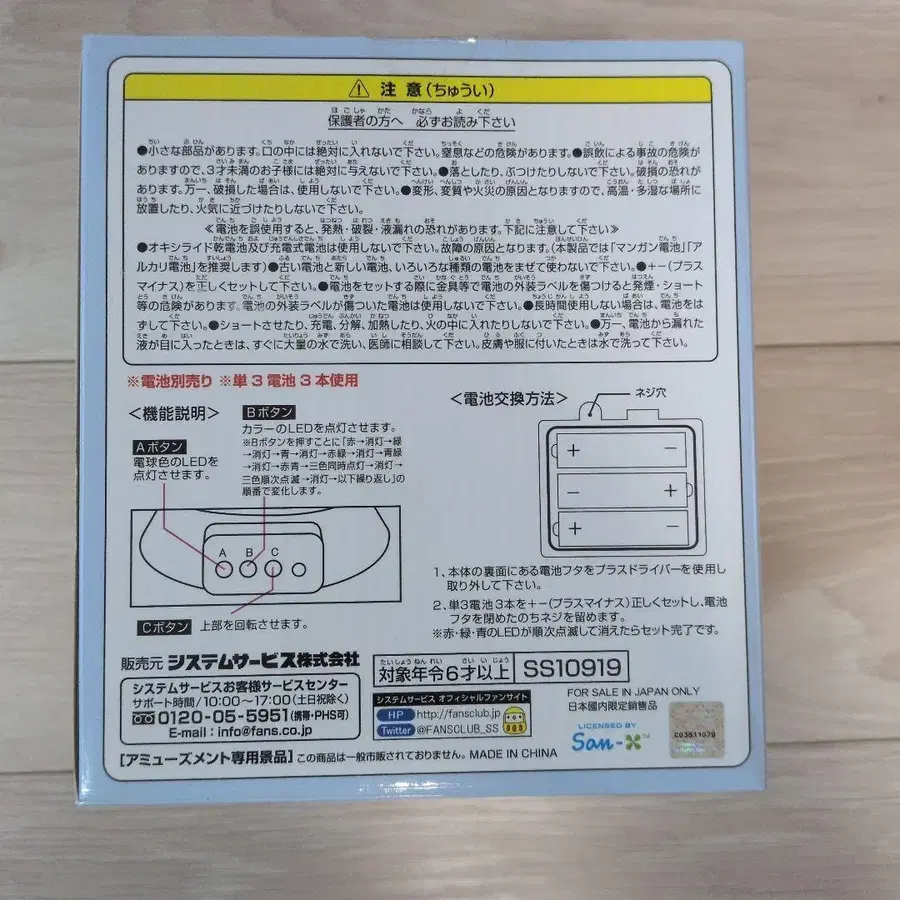 ⚠ 注意(ちゅうい)
保護者の方へ 必ずお読み下さい
●小さな部品があります。口の中には絶対に入れないで下さい。窒息などの危険があります。●誤飲による事故の危険が
ありますので、3才未満のお子様には絶対に与えないで下さい。●落としたり、ぶつけたりしないで下さい。破損の恐れが
あります。万一、破損した場合は、使用しないで下さい。●変形、変質や火災の原因となりますので、高温・多湿な場所に
放置したり、火気に近づけたりしないで下さい。
≪電池を誤使用すると、発熱・破裂・液漏れの恐れがあります。下記に注意して下さい≫
●オキシライド乾電池及び充電式電池は使用しないで下さい。故障の原因となります。(本製品では「マンガン電池」「ア
ルカリ電池」を推奨します)●古い電池と新しい電池、いろいろな種類の電池をまぜて使わないで下さい。●+-(プラス
マイナス)を正しくセットして下さい。●電池をセットする際に金具等で電池の外装ラベルを傷つけると発煙・ショート
等の危険があります。電池の外装ラベルが傷ついた電池は使用しないで下さい。●長時間使用しない場合は、電池をは
ずして下さい。●ショートさせたり、充電、分解、加熱したり、火の中に入れたりしないで下さい。●万一、電池から漏れた
液が目に入ったときは、すぐに大量の水で洗い、医師に相談して下さい。皮膚や服に付いたときは水で洗って下さい。
※電池別売り ※単3電池3本使用
<機能説明>
Aボタン
電球色のLEDを
点灯させます。
Bボタン
カラーのLEDを点灯させます。
※Bボタンを押すごとに「赤→消灯→緑
→消灯→青→消灯→赤緑→消灯→青緑
→消灯→赤青→三色同時点灯→消灯→
三色順次点滅→消灯→以下繰り返し」の
順番で変化します。
A B C
Cボタン 上部を回転させます。
<電池交換方法>
ネジ穴
+ -
- +
+ -
1、本体の裏面にある電池フタをプラスドライバーを使用し
取り外して下さい。
2、単3電池3本を+-(プラスマイナス)正しくセットし、電池
フタを閉めたのちネジを留めます。
※赤・緑・青のLEDが順次点滅して消えたらセット完了です。
販売元 システムサービス株式会社
システムサービスお客様サービスセンター
サポート時間/10:00〜17:00(土日祝除く)
0120-05-5951(携帯・PHS可)
E-mail:info@fans.co.jp
たいしょうねんれい さい いじょう
対象年令6才以上
SS10919
システムサービス オフィシャルファンサイト
HP http://fansclub.jp
Twitter @FANSCLUB_SS
FOR SALE IN JAPAN ONLY
日本國内限定銷售品
LICENSED BY
San-X™
[アミューズメント専用景品] この商品は一般市販されておりません。 MADE IN CHINA